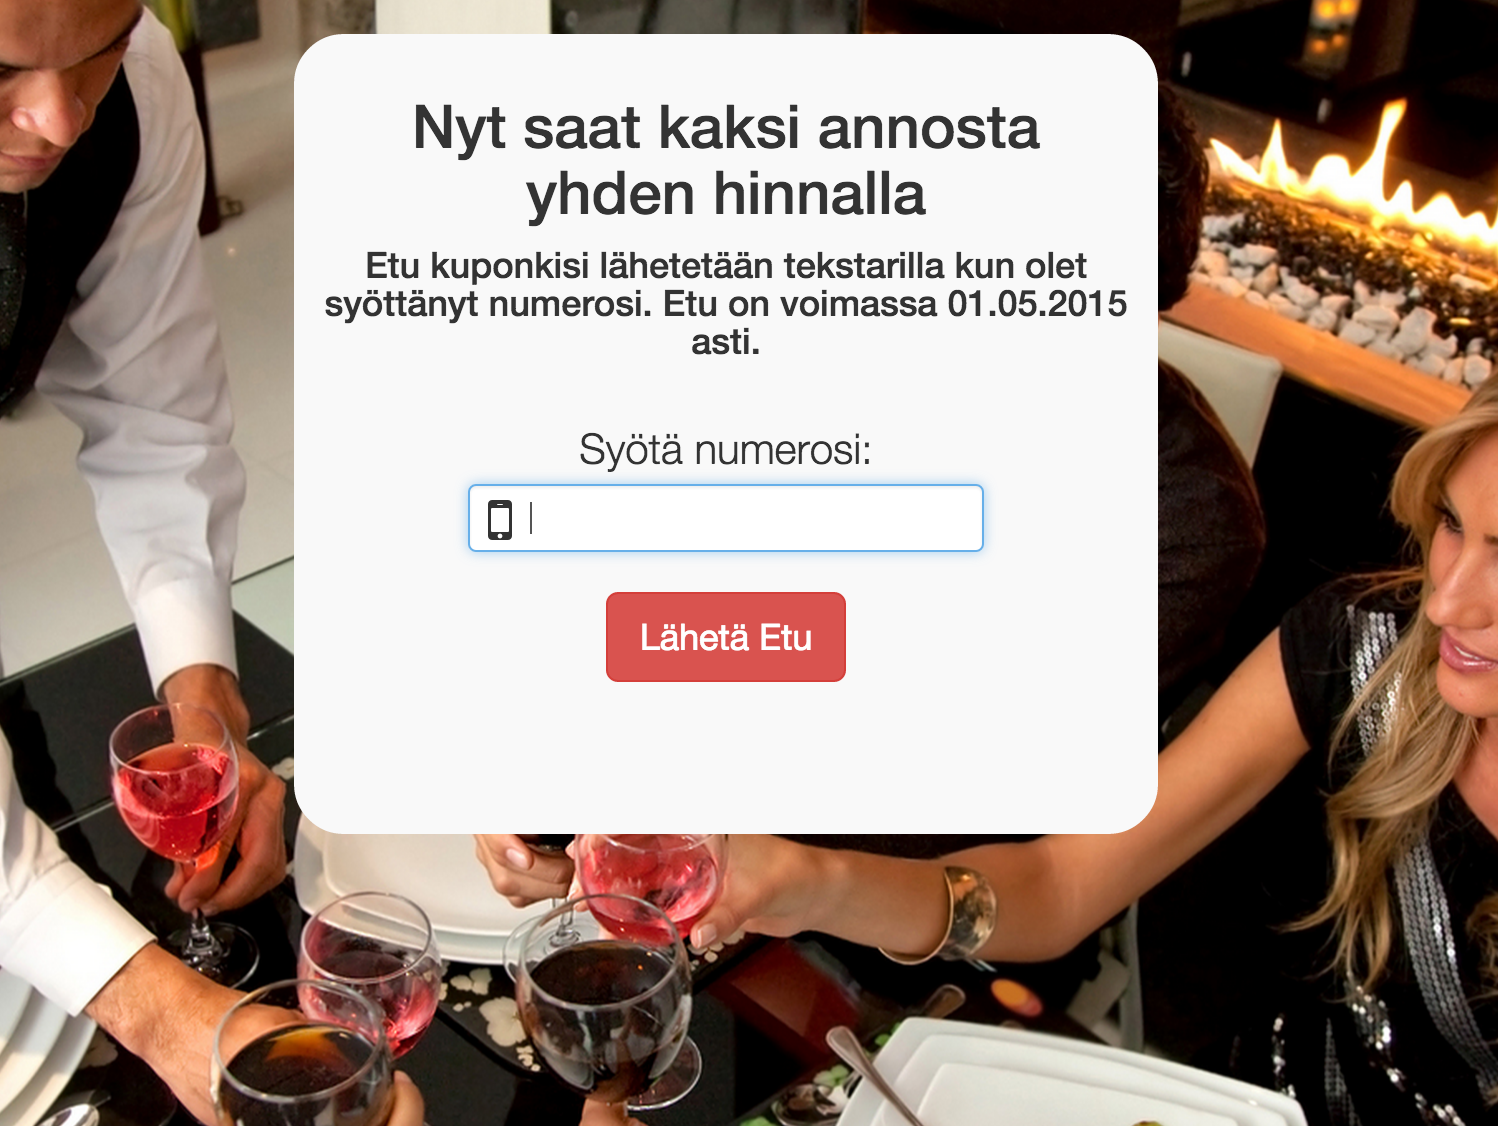 Nyt saat kaksi annosta
yhden hinnalla
Etu kuponkisi lähetetään tekstarilla kun olet
syöttänyt numerosi. Etu on voimassa 01.05.2015
asti.
Syötä numerosi:
Lähetä Etu